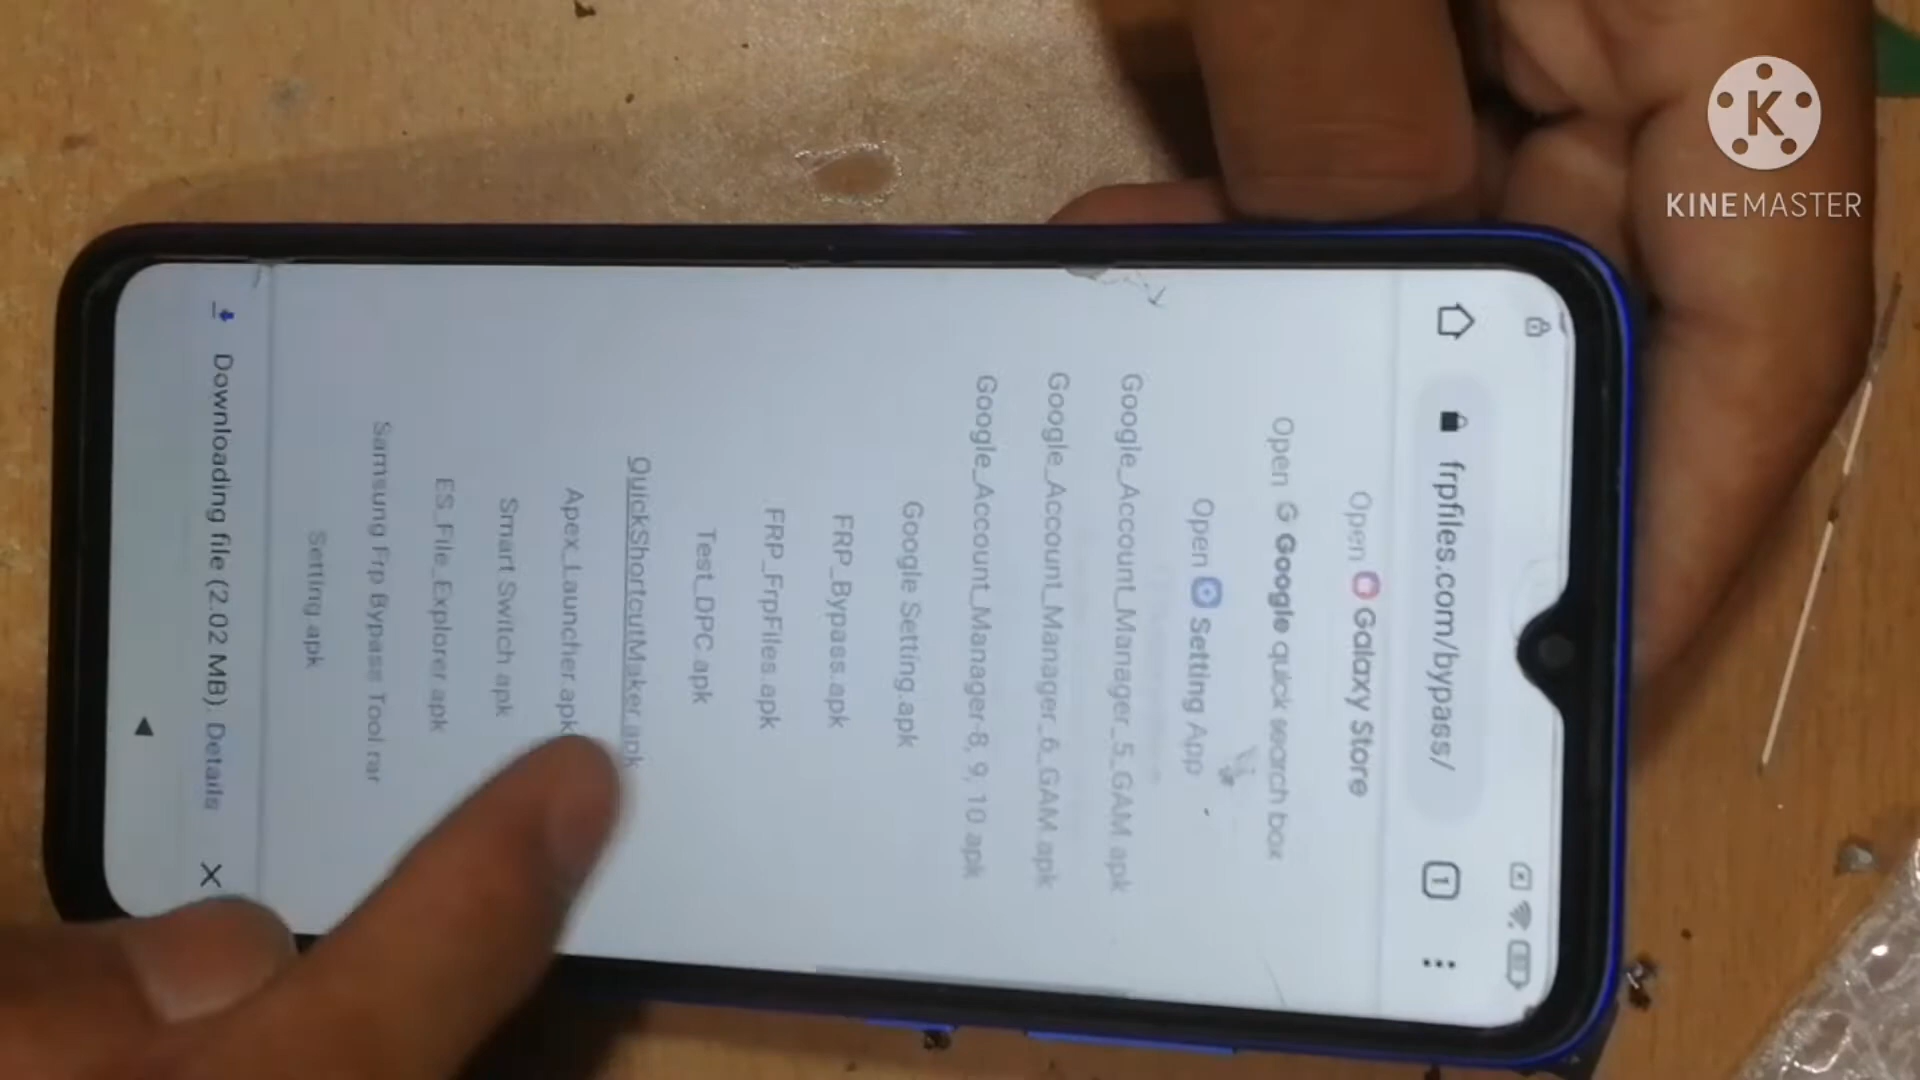 frpfiles.com/bypass/
1
Open Galaxy Store
Open G Google quick search box
Open Setting App
Google_Account_Manager_5_GAM.apk
Google_Account_Manager_6_GAM.apk
Google_Account_Manager-8, 9, 10.apk
Google Setting.apk
FRP_Bypass.apk
FRP_FrpFiles.apk
Test_DPC.apk
QuickShortcutMaker.apk
Apex_Launcher.apk
Smart Switch.apk
ES_File_Explorer.apk
Samsung Frp Bypass Tool.rar
Setting.apk
Downloading file (2.02 MB). Details
K
KINEMASTER